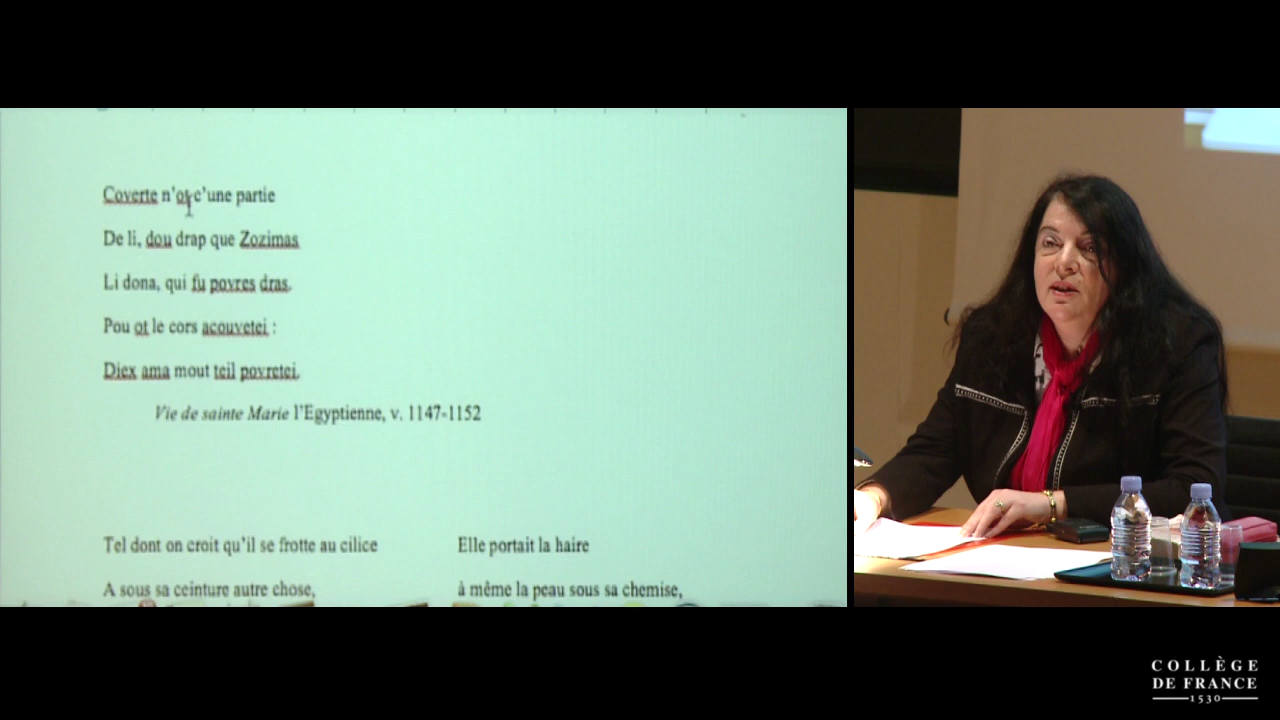 Coverte n'ot c'une partie
De li, dou drap que Zozimas
Li dona, qui fu povres dras.
Pou ot le cors acouvetei :
Diex ama mout teil povretei.
Vie de sainte Marie l'Egyptienne, v. 1147-1152
Tel dont on croit qu'il se frotte au cilice
A sous sa ceinture autre chose,
Elle portait la haire
à même la peau sous sa chemise,
COLLÈGE
DE FRANCE
1530